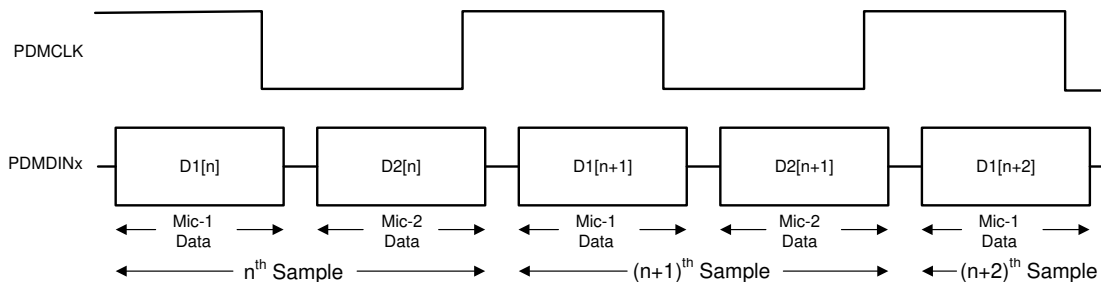 PDMCLK
PDMDINx
D1[n]
D2[n]
D1[n+1]
D2[n+1]
D1[n+2]
Mic-1
Data
Mic-2
Data
Mic-1
Data
Mic-2
Data
Mic-1
Data
nth Sample
(n+1)th Sample
(n+2)th Sample